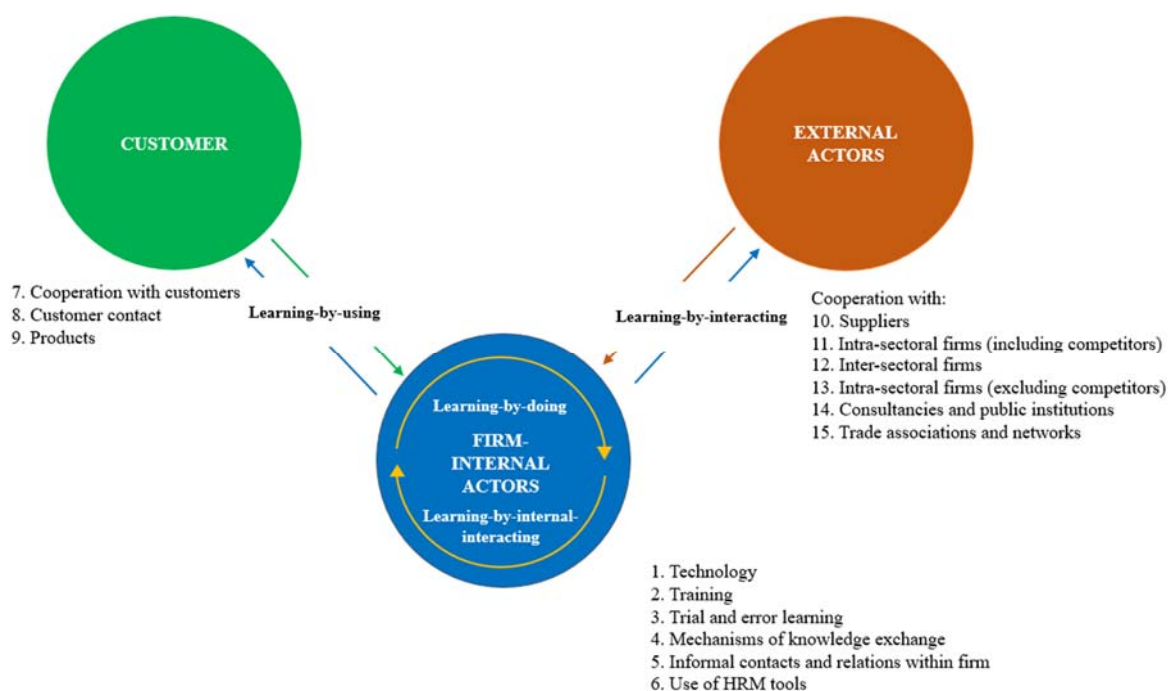 CUSTOMER
EXTERNAL
ACTORS
7. Cooperation with customers
8. Customer contact
9. Products
Learning-by-using
Learning-by-interacting
Cooperation with:
10. Suppliers
11. Intra-sectoral firms (including competitors)
12. Inter-sectoral firms
13. Intra-sectoral firms (excluding competitors)
14. Consultancies and public institutions
15. Trade associations and networks
Learning-by-doing
FIRM-
INTERNAL
ACTORS
Learning-by-internal-
interacting
1. Technology
2. Training
3. Trial and error learning
4. Mechanisms of knowledge exchange
5. Informal contacts and relations within firm
6. Use of HRM tools